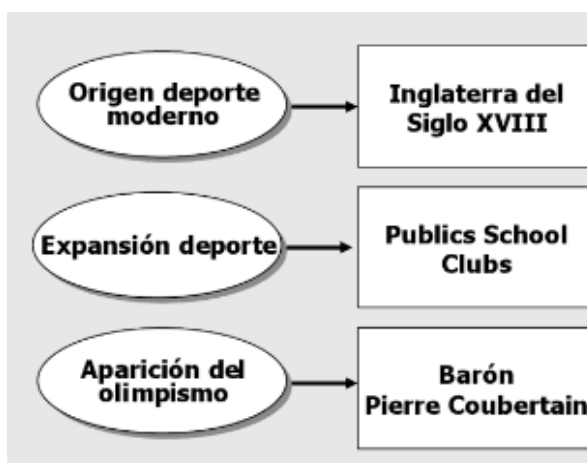 Origen deporte
moderno
Inglaterra del
Siglo XVIII
Expansión deporte
Publics School
Clubs
Aparición del
olimpismo
Barón
Pierre Coubertain